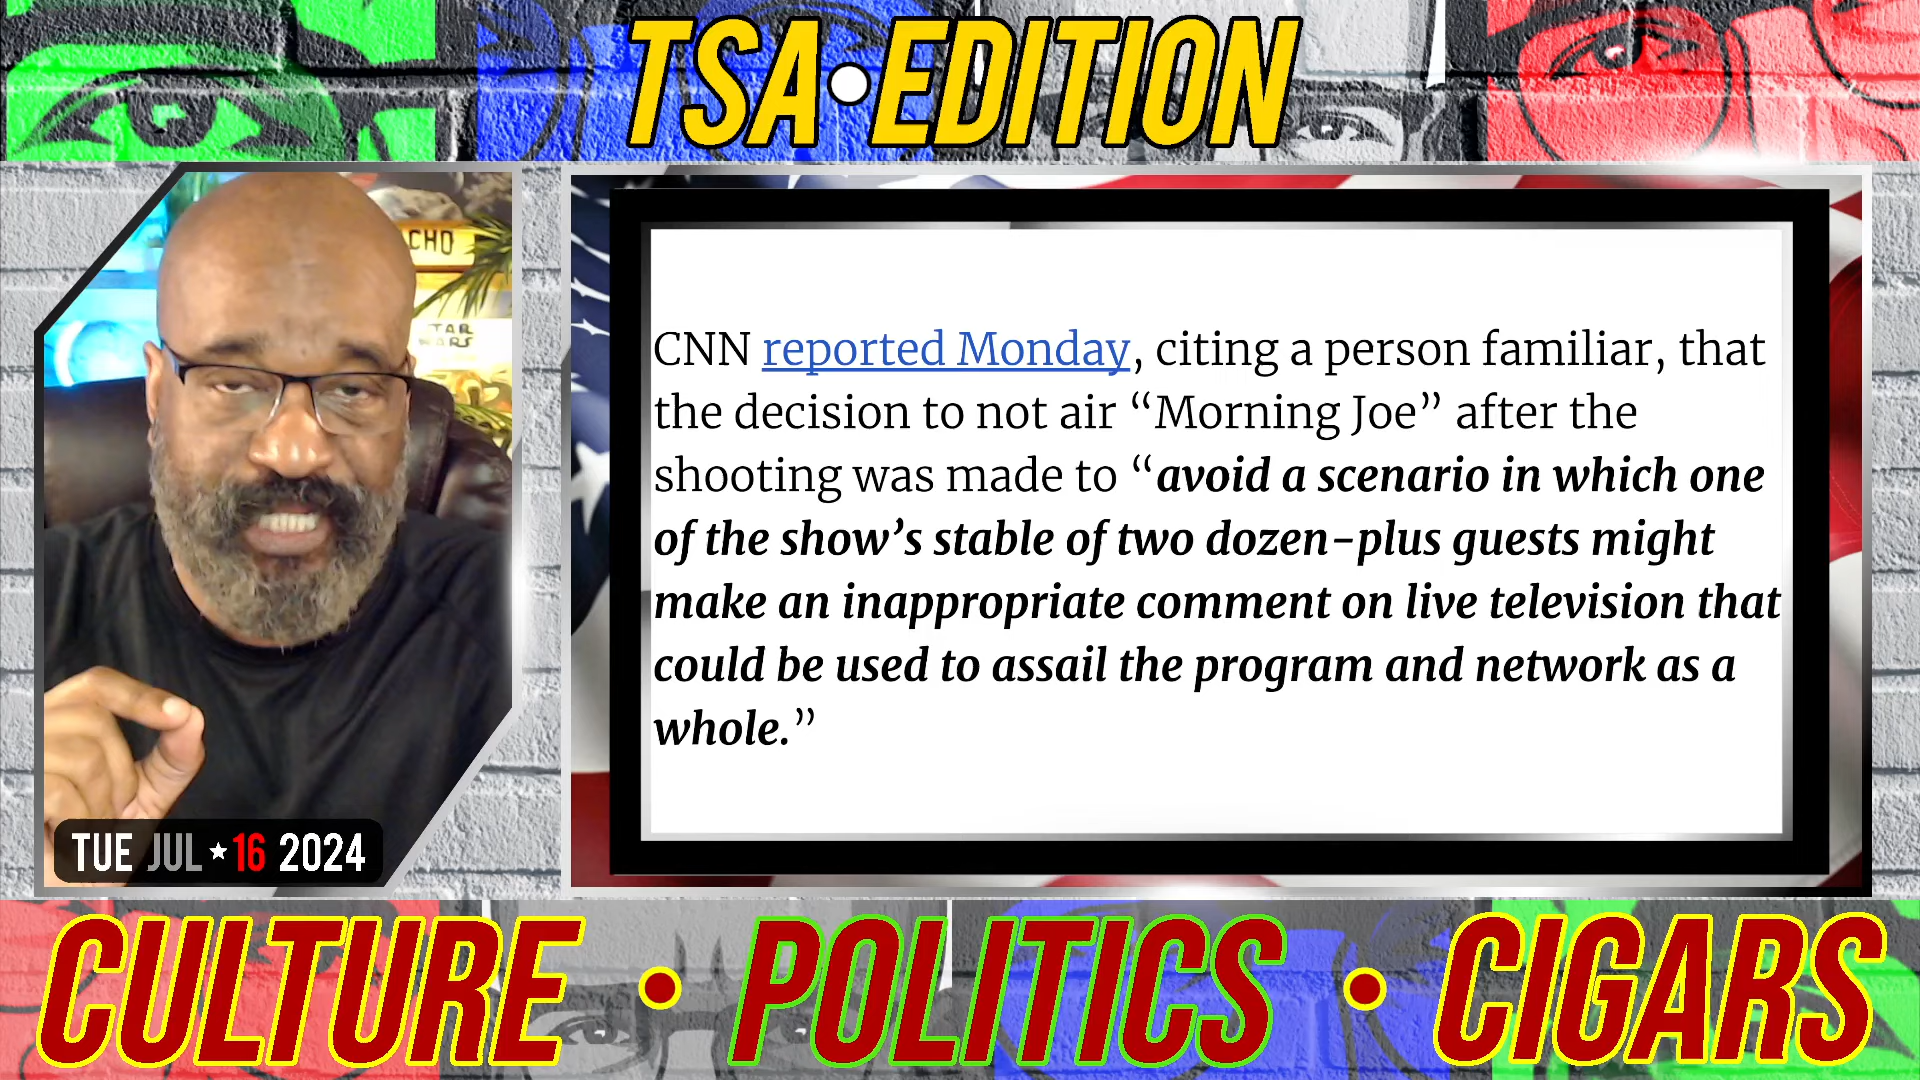 TSA•EDITION
CHO
STAR
WARS
CNN reported Monday, citing a person familiar, that
the decision to not air “Morning Joe” after the
shooting was made to “avoid a scenario in which one
of the show’s stable of two dozen-plus guests might
make an inappropriate comment on live television that
could be used to assail the program and network as a
whole.”
TUE JUL★16 2024
CULTURE • POLITICS • CIGARS